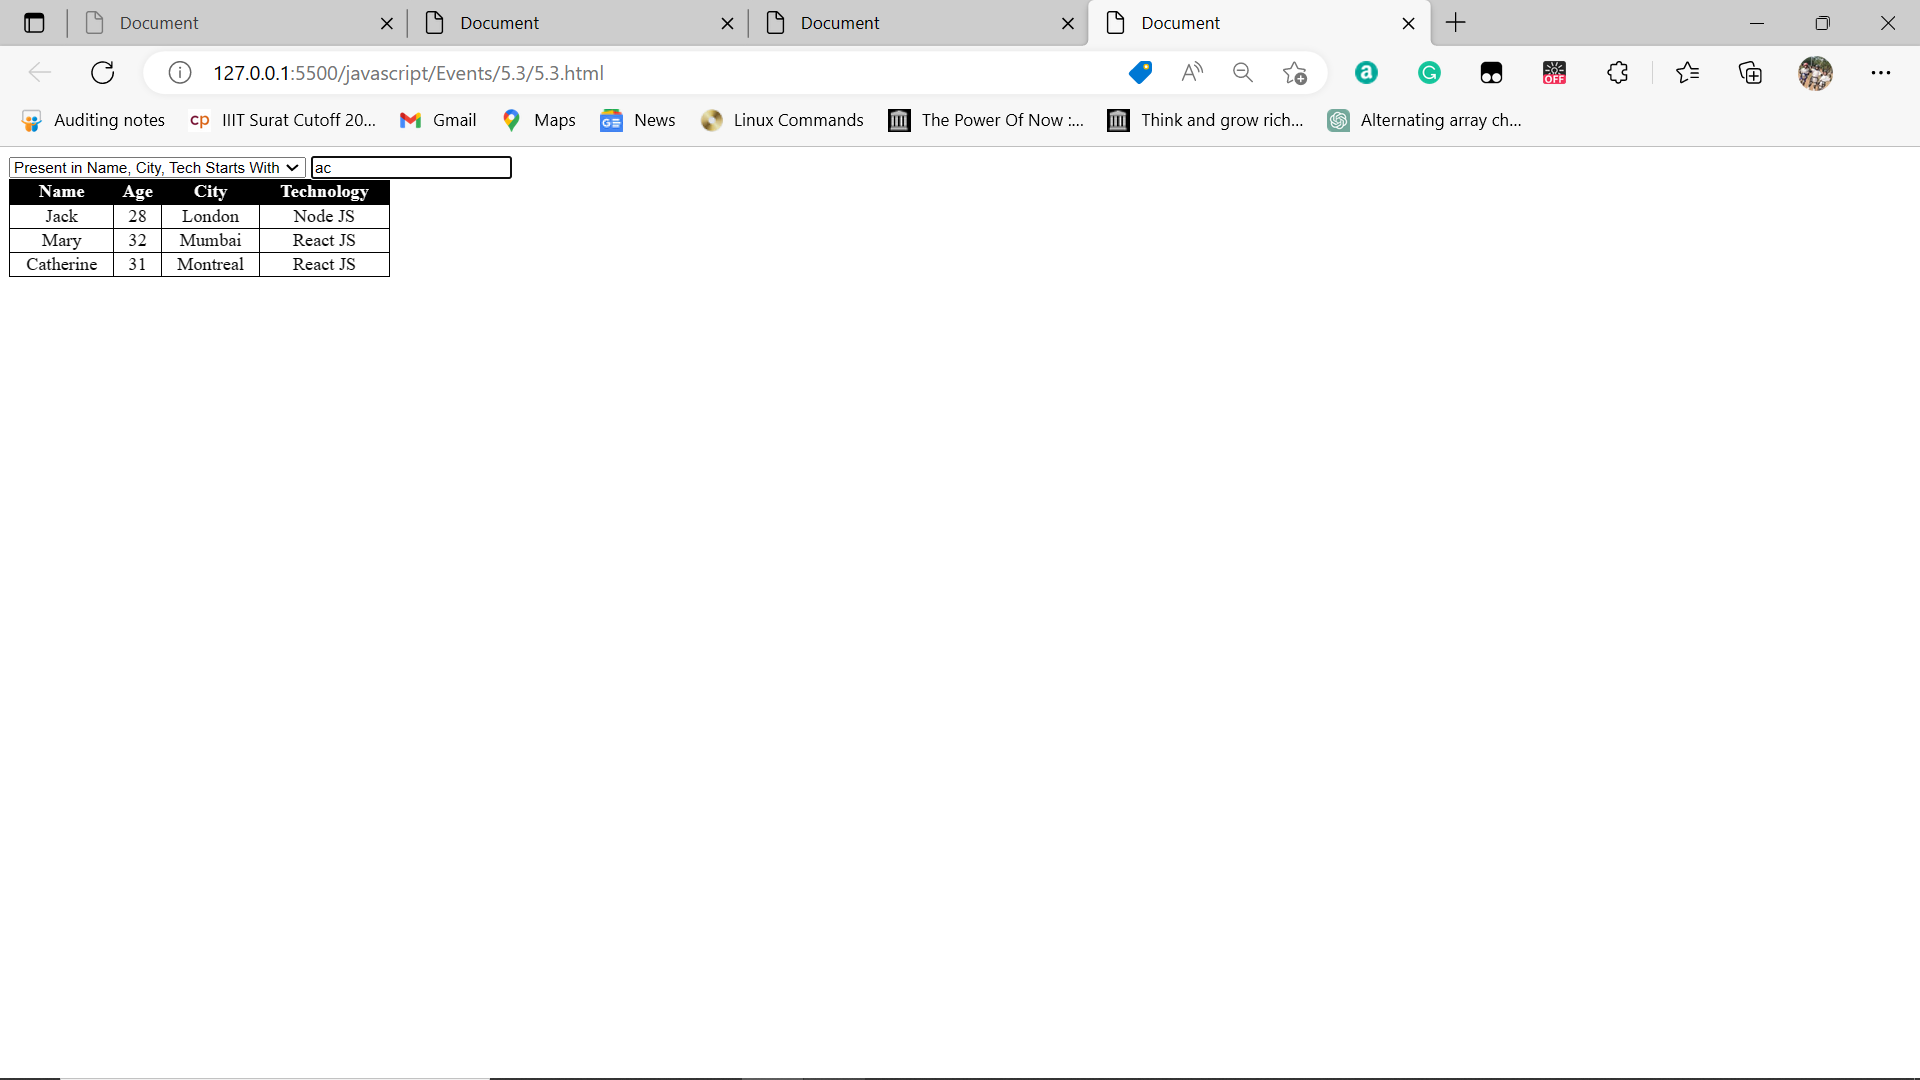 Document Document Document Document
127.0.0.1:5500/javascript/Events/5.3/5.3.html
Auditing notes IIIT Surat Cutoff 20... Gmail Maps News Linux Commands The Power Of Now :... Think and grow rich... Alternating array ch...
Present in Name, City, Tech Starts With ac
Name Age City Technology
Jack 28 London Node JS
Mary 32 Mumbai React JS
Catherine 31 Montreal React JS